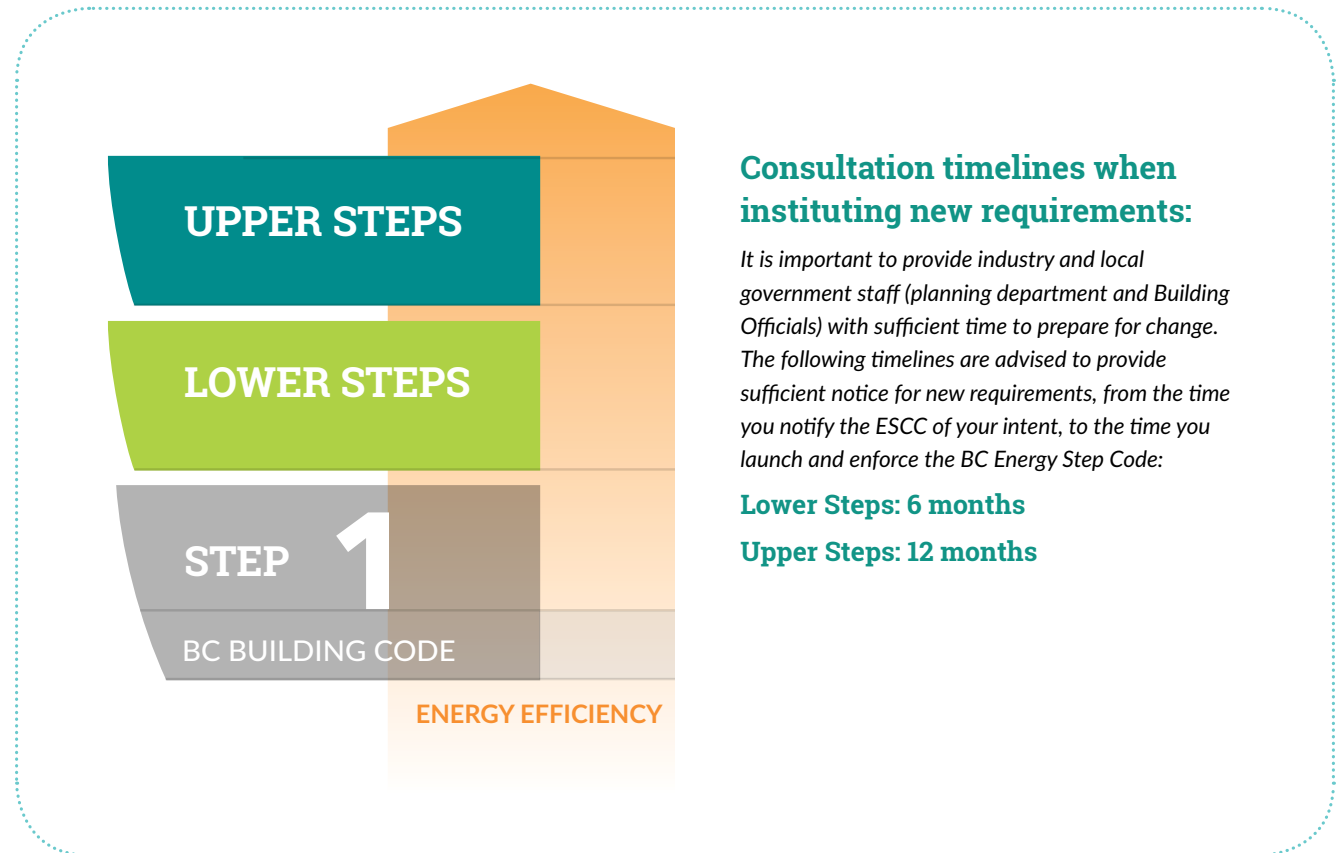 UPPER STEPS
LOWER STEPS
STEP 1
BC BUILDING CODE
ENERGY EFFICIENCY
Consultation timelines when
instituting new requirements:
It is important to provide industry and local
government staff (planning department and Building
Officials) with sufficient time to prepare for change.
The following timelines are advised to provide
sufficient notice for new requirements, from the time
you notify the ESCC of your intent, to the time you
launch and enforce the BC Energy Step Code:
Lower Steps: 6 months
Upper Steps: 12 months